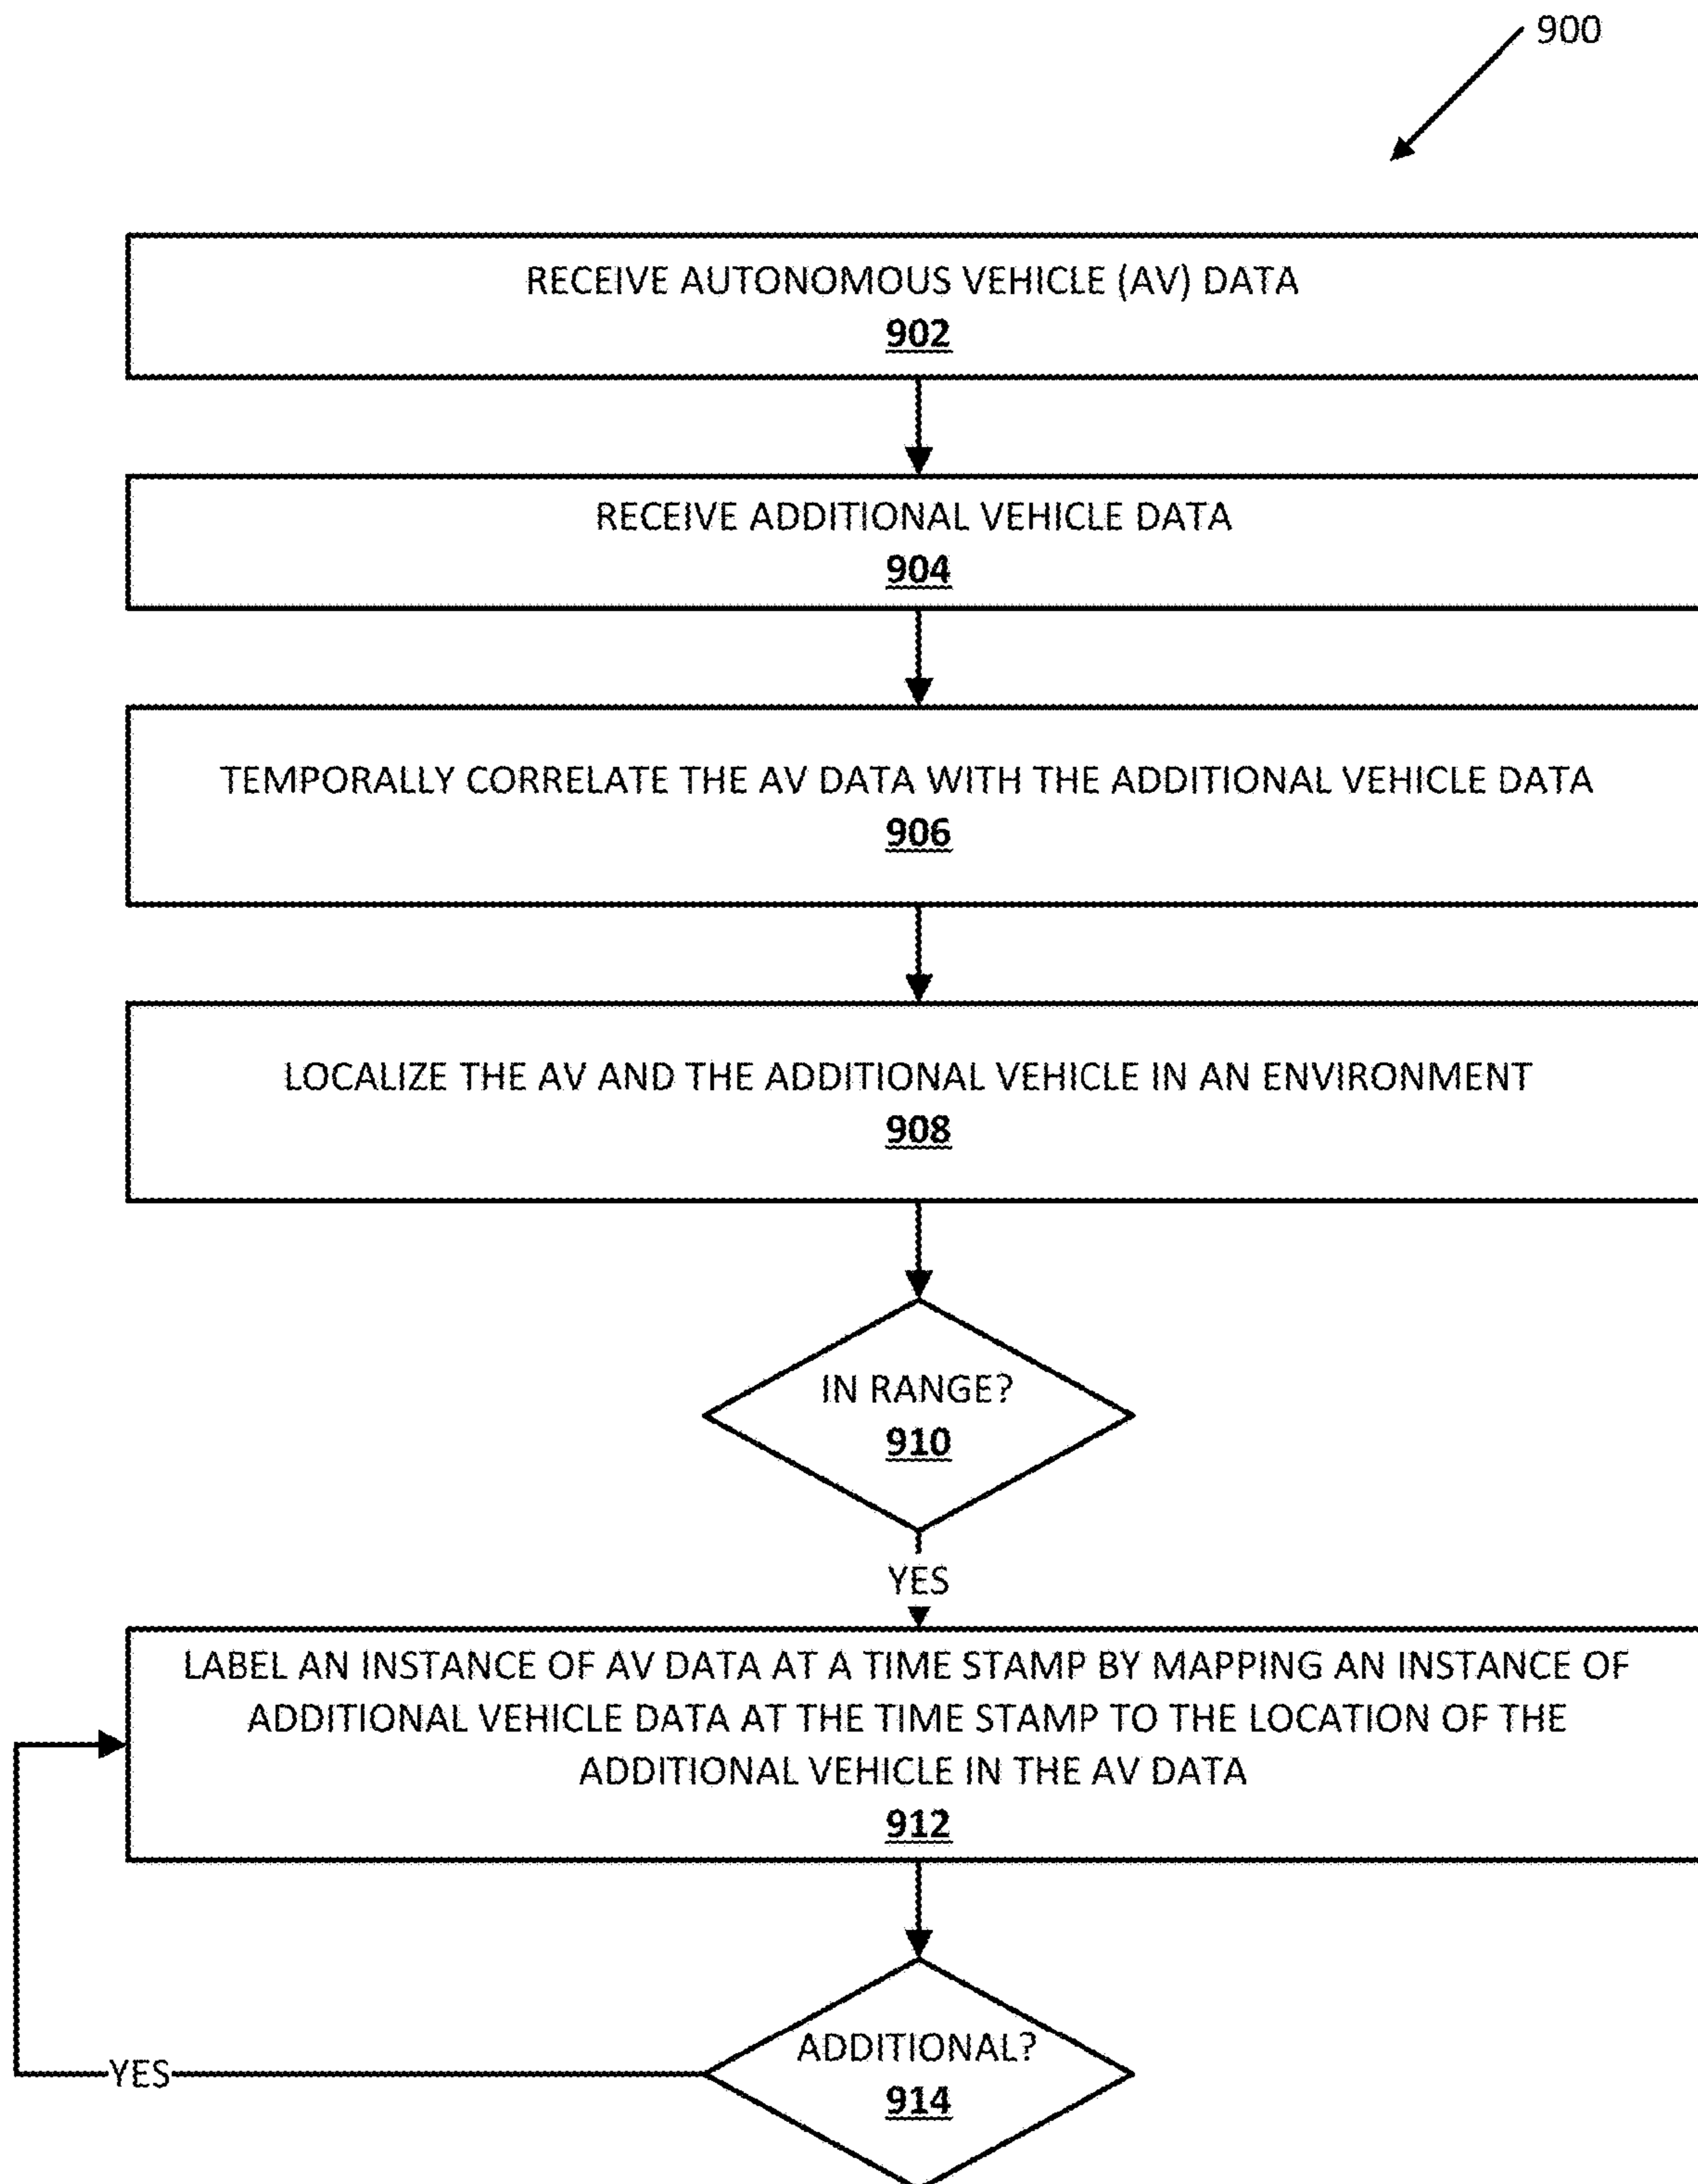 900
RECEIVE AUTONOMOUS VEHICLE (AV) DATA
902
RECEIVE ADDITIONAL VEHICLE DATA
904
TEMPORALLY CORRELATE THE AV DATA WITH THE ADDITIONAL VEHICLE DATA
906
LOCALIZE THE AV AND THE ADDITIONAL VEHICLE IN AN ENVIRONMENT
908
IN RANGE?
910
YES
LABEL AN INSTANCE OF AV DATA AT A TIME STAMP BY MAPPING AN INSTANCE OF
ADDITIONAL VEHICLE DATA AT THE TIME STAMP TO THE LOCATION OF THE
ADDITIONAL VEHICLE IN THE AV DATA
912
ADDITIONAL?
914
YES